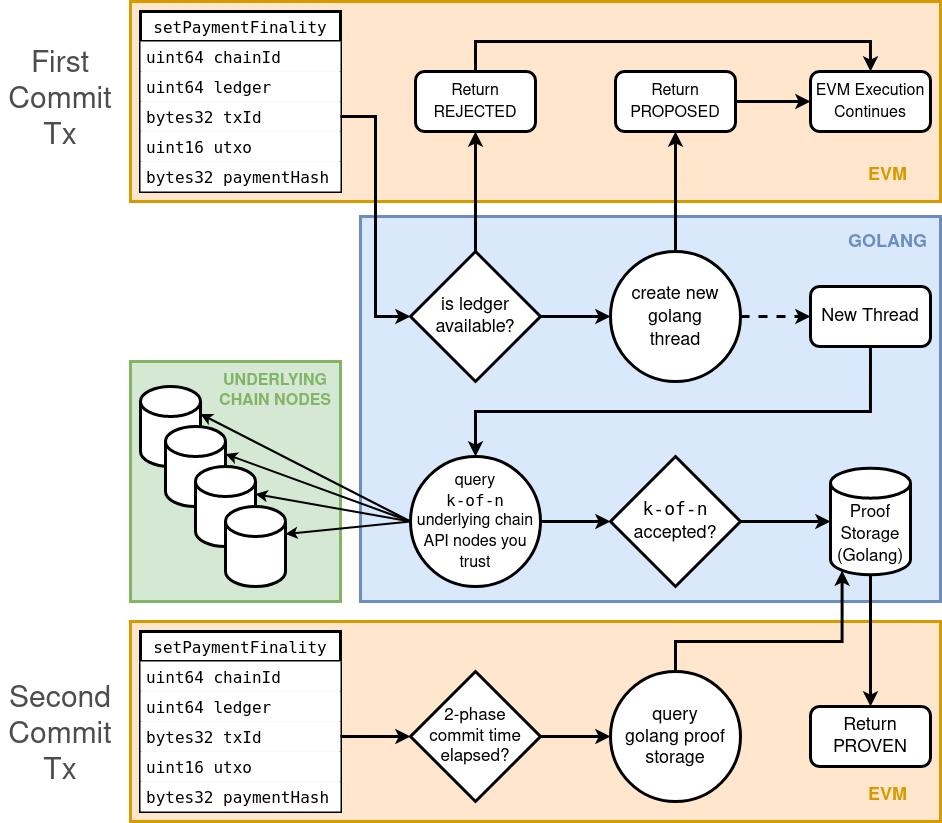 First
Commit
Tx
setPaymentFinality
uint64 chainId
uint64 ledger
bytes32 txId
uint16 utxo
bytes32 paymentHash
Return
REJECTED
Return
PROPOSED
EVM Execution
Continues
EVM
GOLANG
is ledger
available?
create new
golang
thread
New Thread
UNDERLYING
CHAIN NODES
query
k-of-n
underlying chain
API nodes you
trust
k-of-n
accepted?
Proof
Storage
(Golang)
Second
Commit
Tx
setPaymentFinality
uint64 chainId
uint64 ledger
bytes32 txId
uint16 utxo
bytes32 paymentHash
2-phase
commit time
elapsed?
query
golang proof
storage
Return
PROVEN
EVM